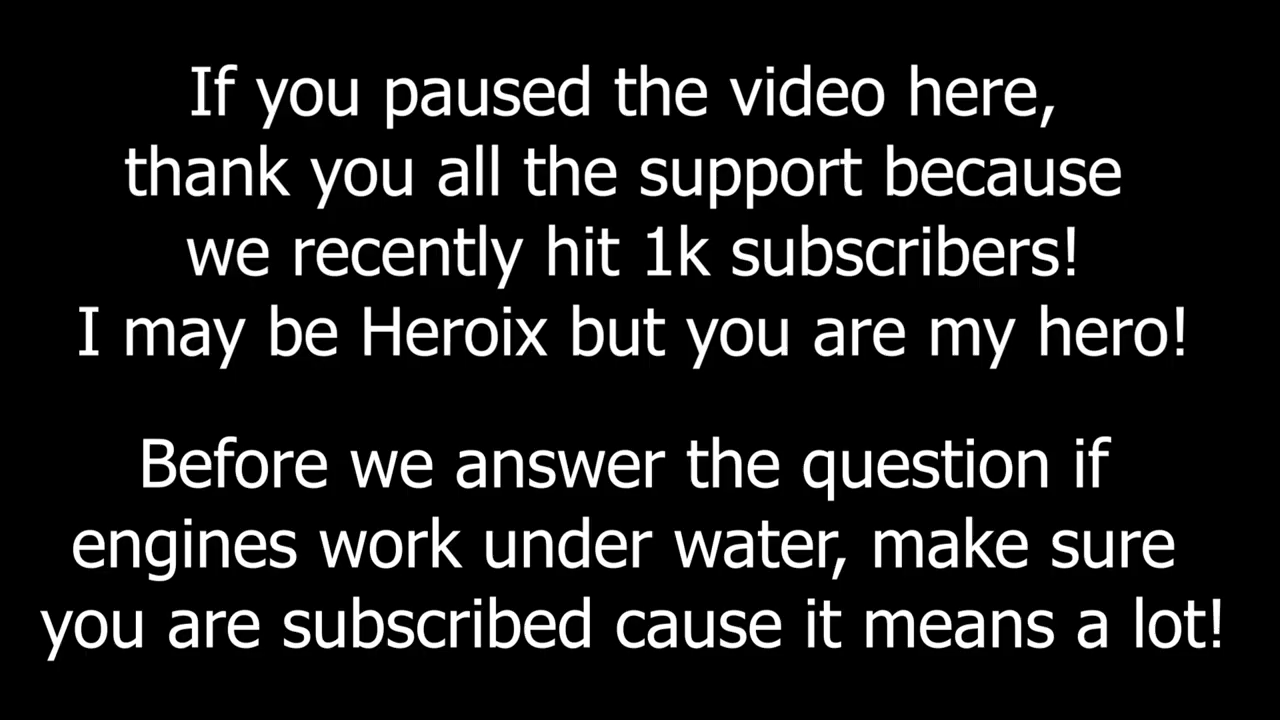 If you paused the video here,
thank you all the support because
we recently hit 1k subscribers!
I may be Heroix but you are my hero!
Before we answer the question if
engines work under water, make sure
you are subscribed cause it means a lot!